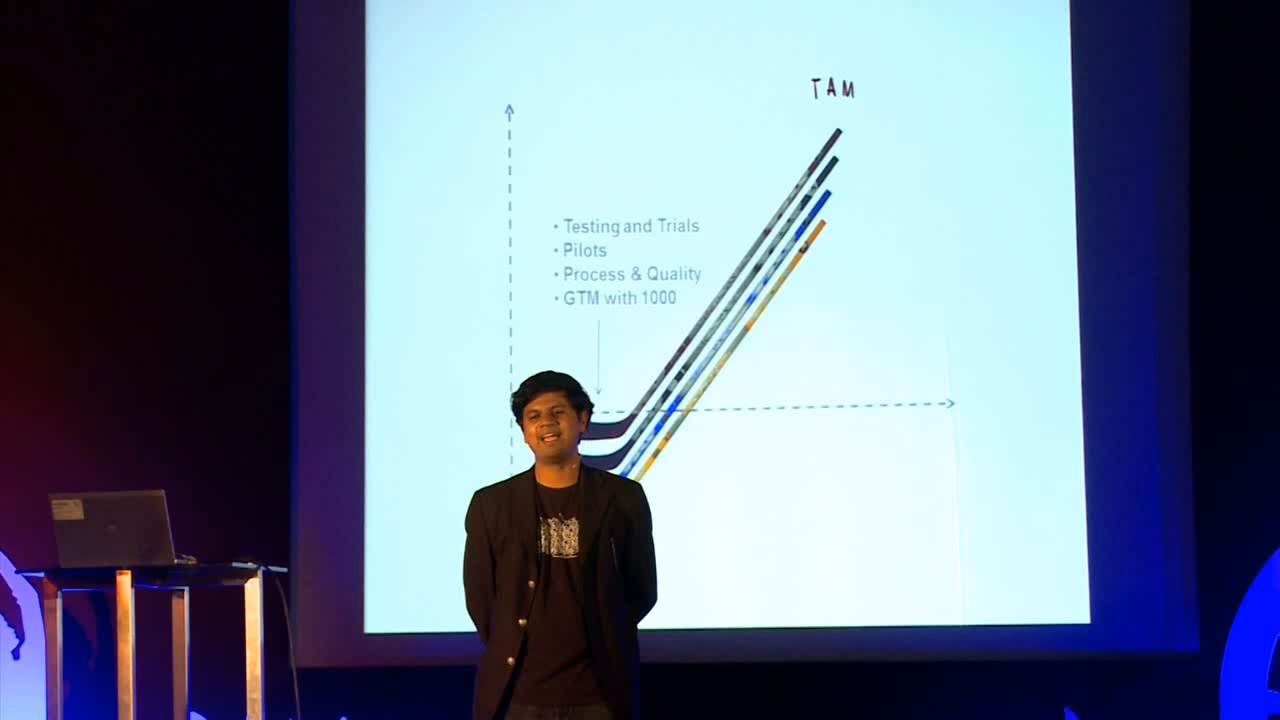 TAM
• Testing and Trials
• Pilots
• Process & Quality
• GTM with 1000